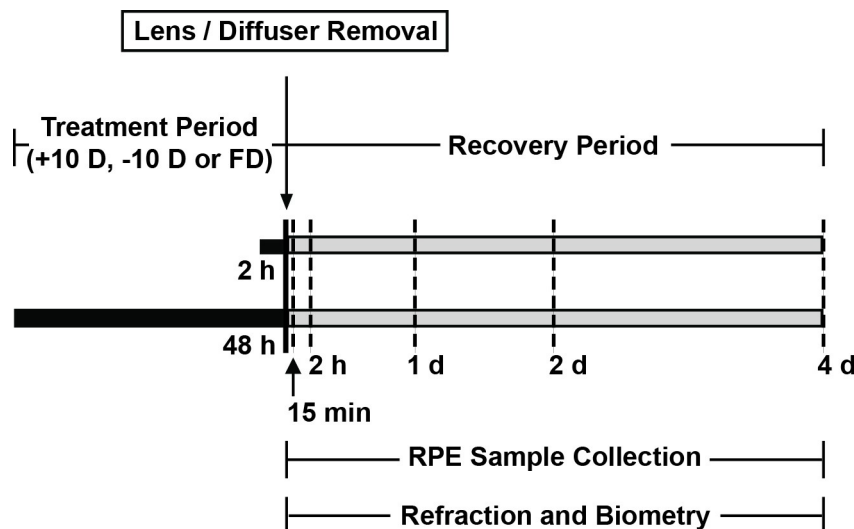 Lens / Diffuser Removal
Treatment Period
(+10 D, -10 D or FD)
Recovery Period
2 h
48 h
2 h
1 d
2 d
4 d
15 min
RPE Sample Collection
Refraction and Biometry